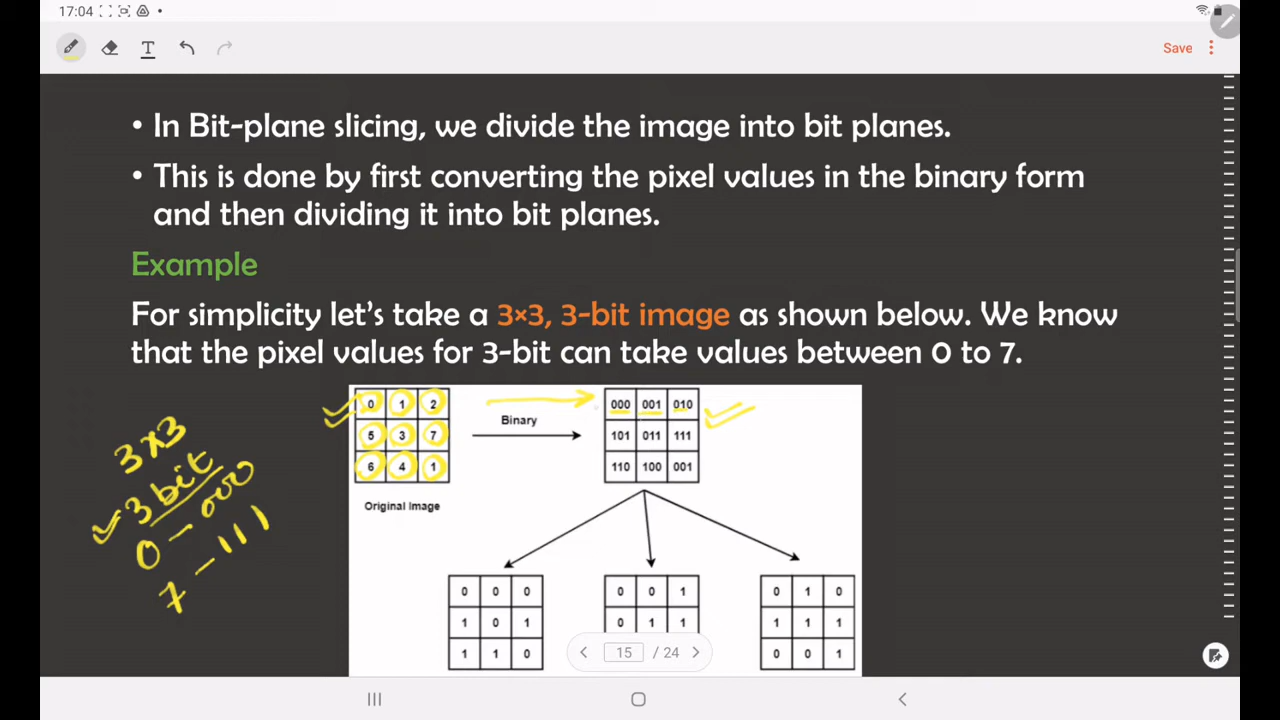 17:04
Save
• In Bit-plane slicing, we divide the image into bit planes.
• This is done by first converting the pixel values in the binary form
and then dividing it into bit planes.
Example
For simplicity let's take a 3×3, 3-bit image as shown below. We know
that the pixel values for 3-bit can take values between 0 to 7.
3×3
3 bit
0 – 000
7 – 111
0 1 2
5 3 7
6 4 1
Original Image
Binary
000 001 010
101 011 111
110 100 001
0 0 0
1 0 1
1 1 0
0 0 1
0 1 1
0 1 0
1 1 1
0 0 1
15 / 24